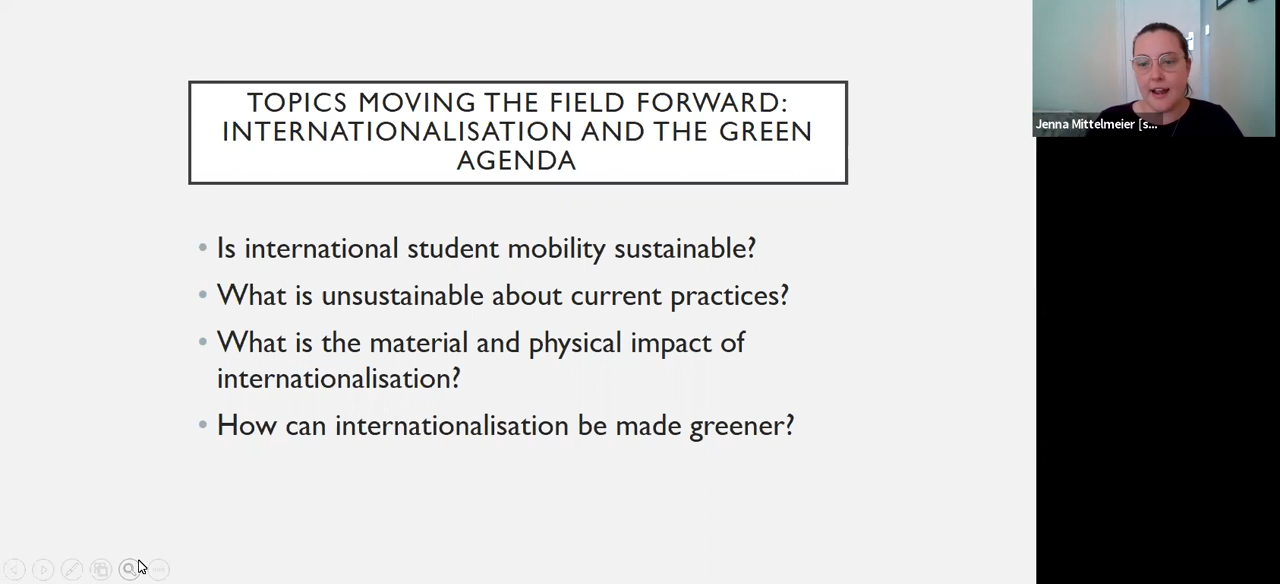 TOPICS MOVING THE FIELD FORWARD:
INTERNATIONALISATION AND THE GREEN
AGENDA
• Is international student mobility sustainable?
• What is unsustainable about current practices?
• What is the material and physical impact of
internationalisation?
• How can internationalisation be made greener?
Jenna Mittelmeier [s...